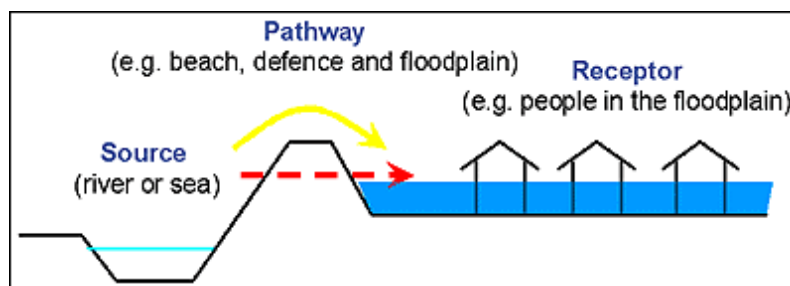 Pathway
(e.g. beach, defence and floodplain)
Receptor
(e.g. people in the floodplain)
Source
(river or sea)